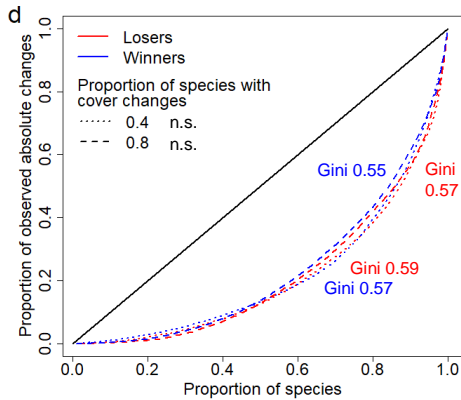 d
Losers
Winners
Proportion of species with
cover changes
0.4 n.s.
0.8 n.s.
Gini 0.55
Gini
0.57
Gini 0.59
Gini 0.57
Proportion of observed absolute changes
0.0 0.2 0.4 0.6 0.8 1.0
0.0 0.2 0.4 0.6 0.8 1.0
Proportion of species